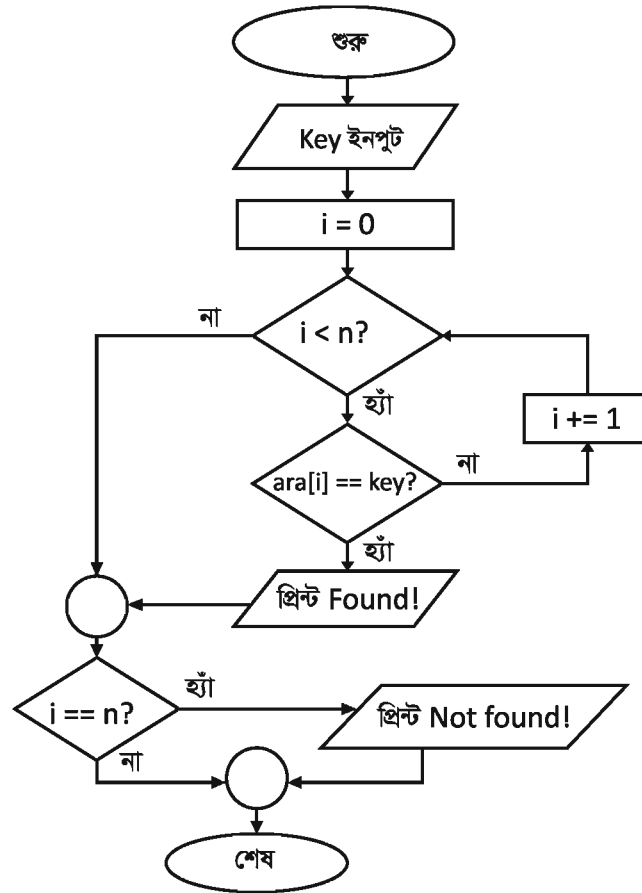 শুরু
Key ইনপুট
i = 0
i < n?
না
হ্যাঁ
i += 1
ara[i] == key?
না
হ্যাঁ
প্রিন্ট Found!
i == n?
হ্যাঁ
প্রিন্ট Not found!
না
শেষ